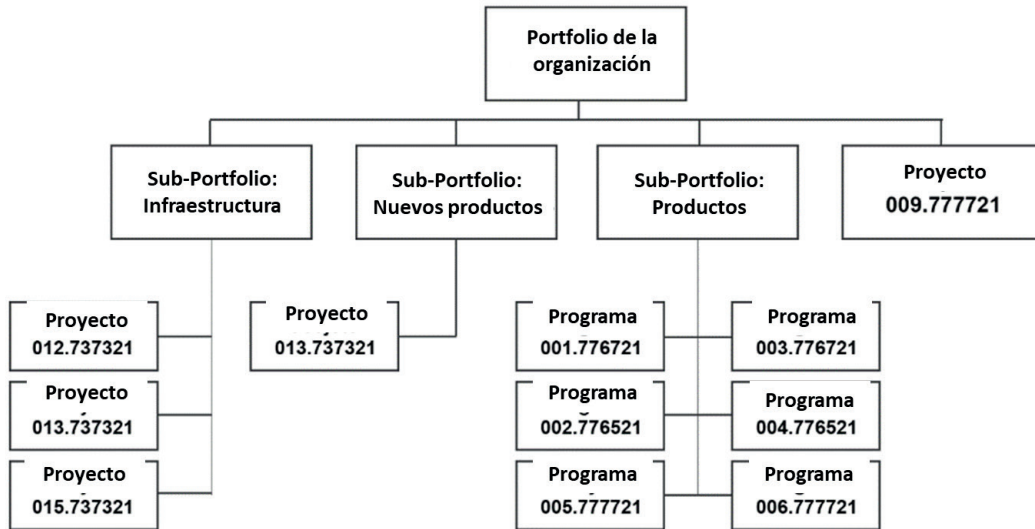 Portfolio de la
organización
Sub-Portfolio:
Infraestructura
Sub-Portfolio:
Nuevos productos
Sub-Portfolio:
Productos
Proyecto
009.777721
Proyecto
012.737321
Proyecto
013.737321
Proyecto
015.737321
Proyecto
013.737321
Programa
001.776721
Programa
002.776521
Programa
005.777721
Programa
003.776721
Programa
004.776521
Programa
006.777721